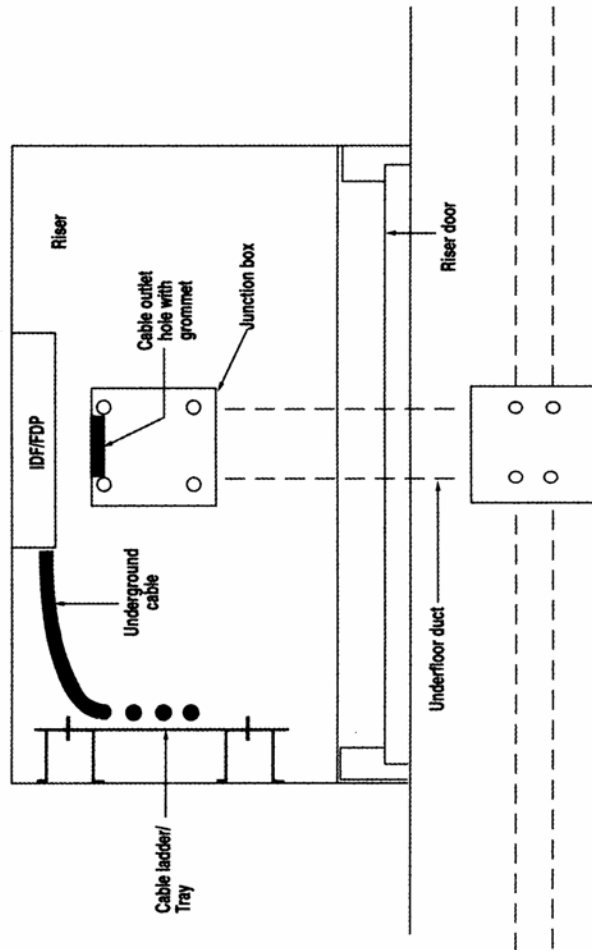 Riser
IDF/FDP
Cable outlet
hole with
grommet
Junction box
Underground
cable
Cable ladder/
Tray
Riser door
Underfloor duct